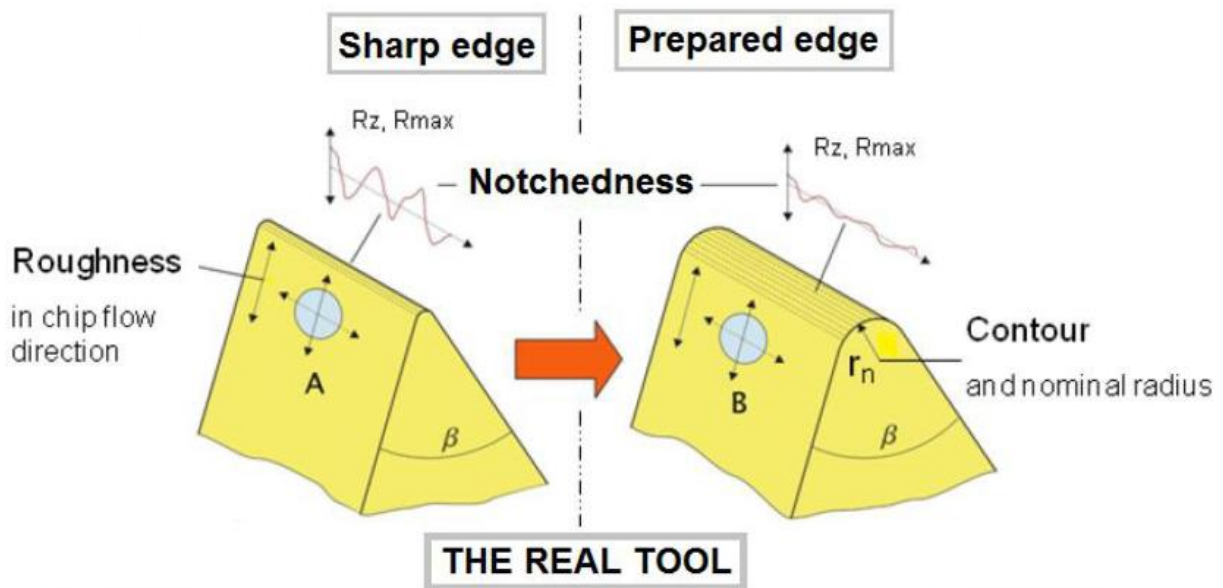 Sharp edge
Prepared edge
Rz, Rmax
Rz, Rmax
Notchedness
Roughness
in chip flow
direction
A
β
B
β
rn
Contour
and nominal radius
THE REAL TOOL